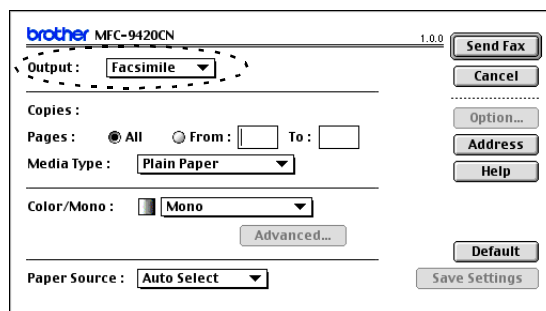 brother MFC-9420CN 1.0.0
Send Fax
Output : Facsimile
Cancel
Copies :
Option...
Pages : All From : To :
Address
Media Type : Plain Paper
Help
Color/Mono : Mono
Advanced...
Default
Paper Source : Auto Select
Save Settings